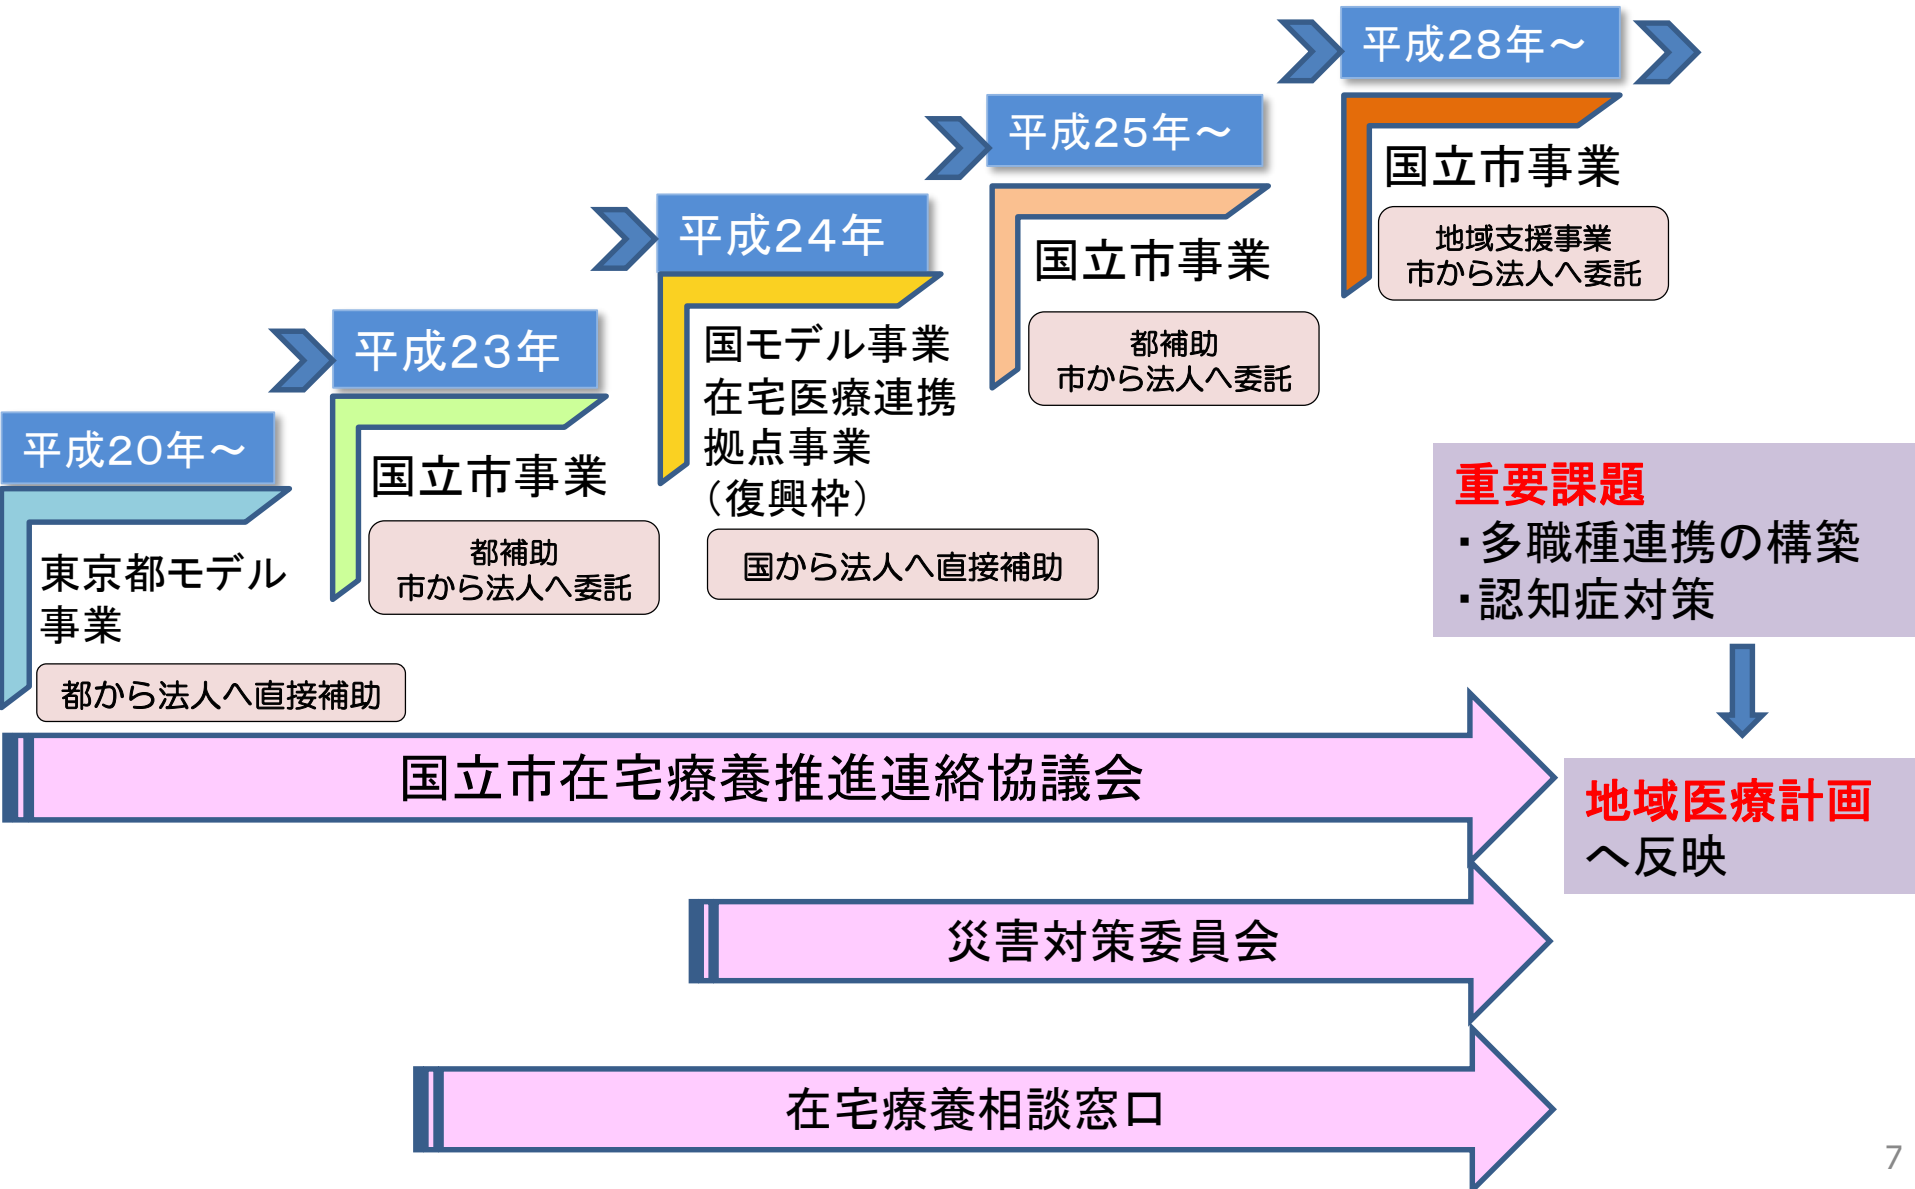 平成20年～
東京都モデル
事業
都から法人へ直接補助
平成23年
国立市事業
都補助
市から法人へ委託
平成24年
国モデル事業
在宅医療連携
拠点事業
（復興枠）
国から法人へ直接補助
平成25年～
国立市事業
都補助
市から法人へ委託
平成28年～
国立市事業
地域支援事業
市から法人へ委託
重要課題
・多職種連携の構築
・認知症対策
地域医療計画
へ反映
国立市在宅療養推進連絡協議会
災害対策委員会
在宅療養相談窓口
7